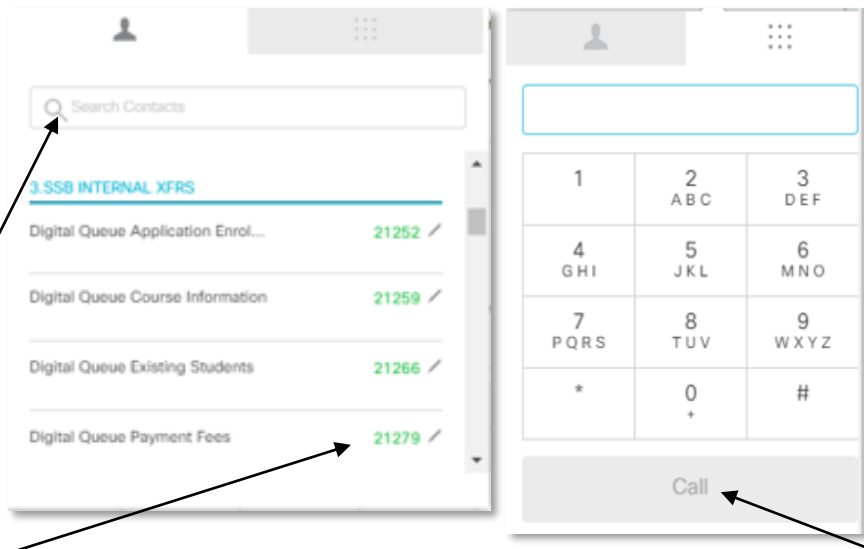 Search Contacts
3.SSB INTERNAL XFRS
Digital Queue Application Enrol.... 21252
Digital Queue Course Information 21259
Digital Queue Existing Students 21266
Digital Queue Payment Fees 21279
1 2 3
ABC DEF
4 5 6
GHI JKL MNO
7 8 9
PQRS TUV WXYZ
* 0 #
+
Call